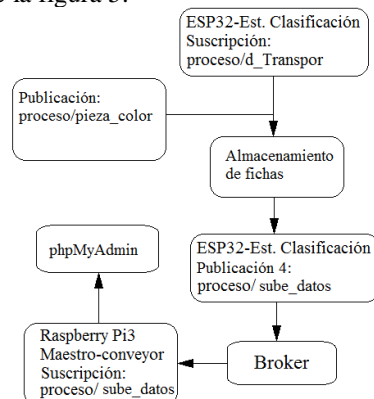 e la figura 5.
ESP32-Est. Clasificación
Suscripción:
proceso/d_Transpor
Publicación:
proceso/pieza_color
Almacenamiento
de fichas
ESP32-Est. Clasificación
Publicación 4:
proceso/ sube_datos
phpMyAdmin
Raspberry Pi3
Maestro-conveyor
Suscripción:
proceso/ sube_datos
Broker